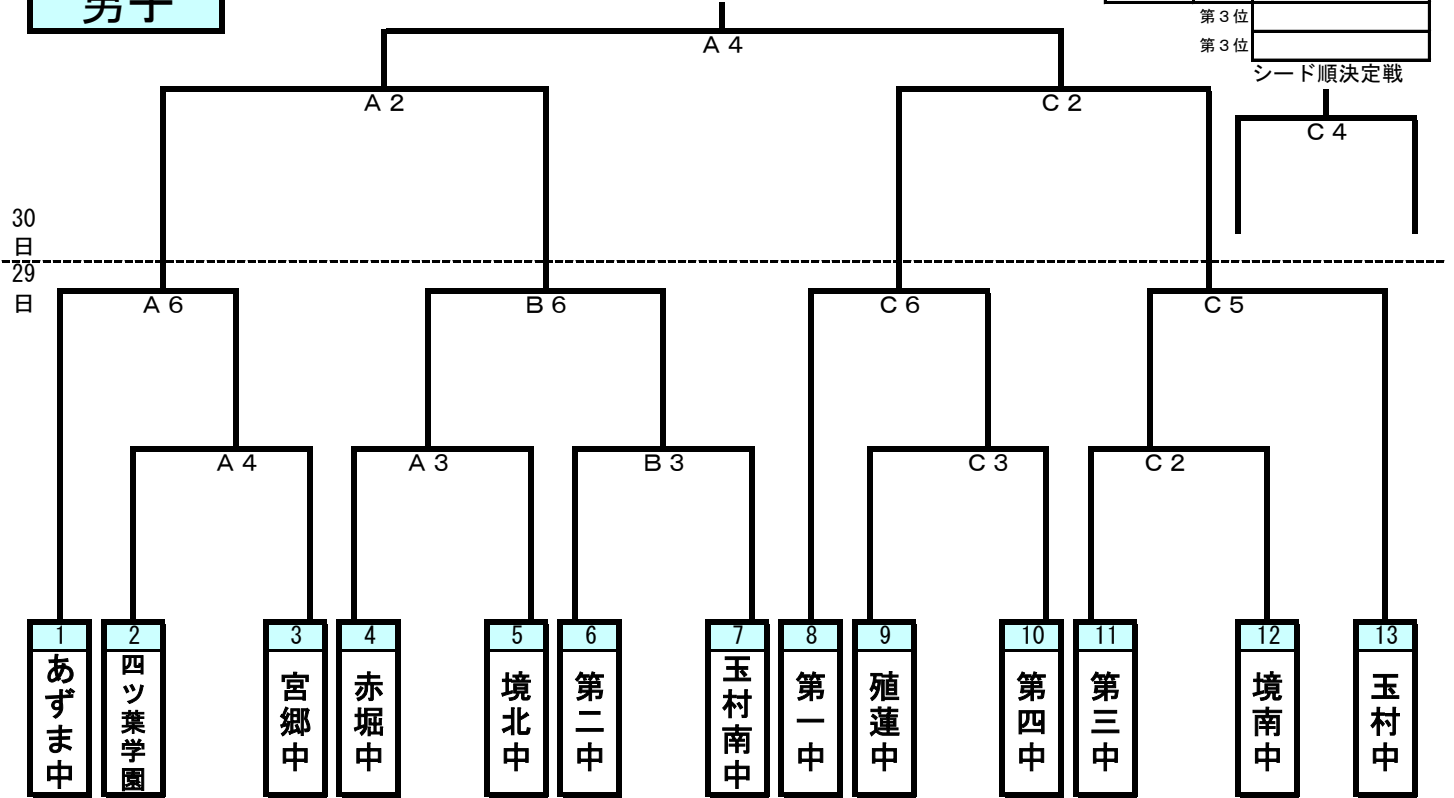 男子
第３位
第３位
シード順決定戦
Ａ４
Ａ２
Ｃ２
Ｃ４
30
日
29
日
Ａ６
Ｂ６
Ｃ６
Ｃ５
Ａ４
Ａ３
Ｂ３
Ｃ３
Ｃ２
1
あずま中
2
四ツ葉学園
3
宮郷中
4
赤堀中
5
境北中
6
第二中
7
玉村南中
8
第一中
9
殖蓮中
10
第四中
11
第三中
12
境南中
13
玉村中